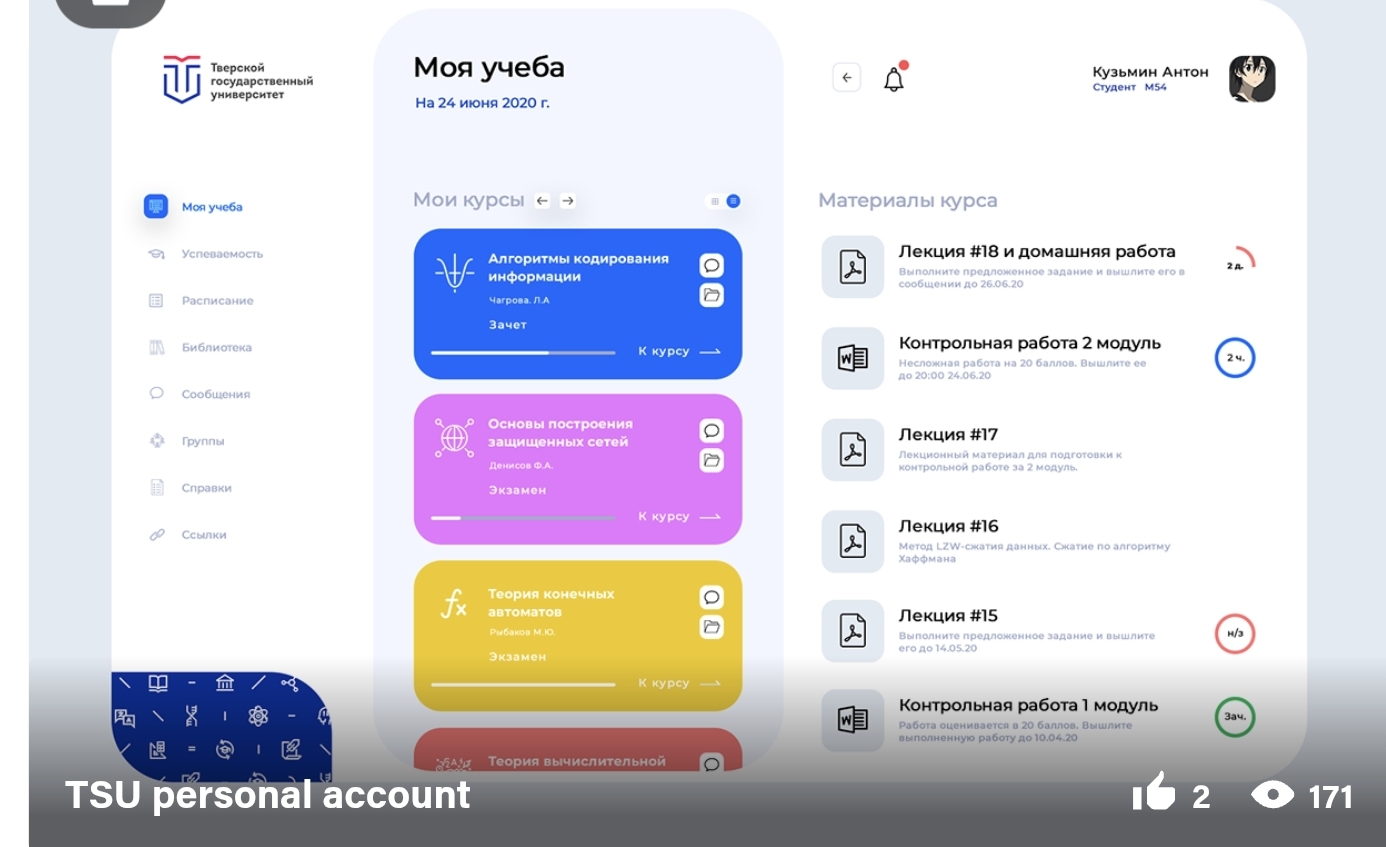 Тверской
государственный
университет
Моя учеба
Успеваемость
Расписание
Библиотека
Сообщения
Группы
Справки
Ссылки
Моя учеба
На 24 июня 2020 г.
Мои курсы
Алгоритмы кодирования
информации
Чагрова. Л.А
Зачет
К курсу
Основы построения
защищенных сетей
Денисов Ф.А.
Экзамен
К курсу
fx
Теория конечных
автоматов
Рыбаков М.Ю.
Экзамен
К курсу
Теория вычислительной
Кузьмин Антон
Студент М54
Материалы курса
Лекция #18 и домашняя работа
Выполните предложенное задание и вышлите его в
сообщении до 26.06.20
2 д.
W
Контрольная работа 2 модуль
Несложная работа на 20 баллов. Вышлите ее
до 20:00 24.06.20
2 ч.
Лекция #17
Лекционный материал для подготовки к
контрольной работе за 2 модуль.
Лекция #16
Метод LZW-сжатия данных. Сжатие по алгоритму
Хаффмана
Лекция #15
Выполните предложенное задание и вышлите
его до 14.05.20
н/з
W
Контрольная работа 1 модуль
Работа оценивается в 20 баллов. Вышлите
выполненную работу до 10.04.20
Зач.
TSU personal account
2
171